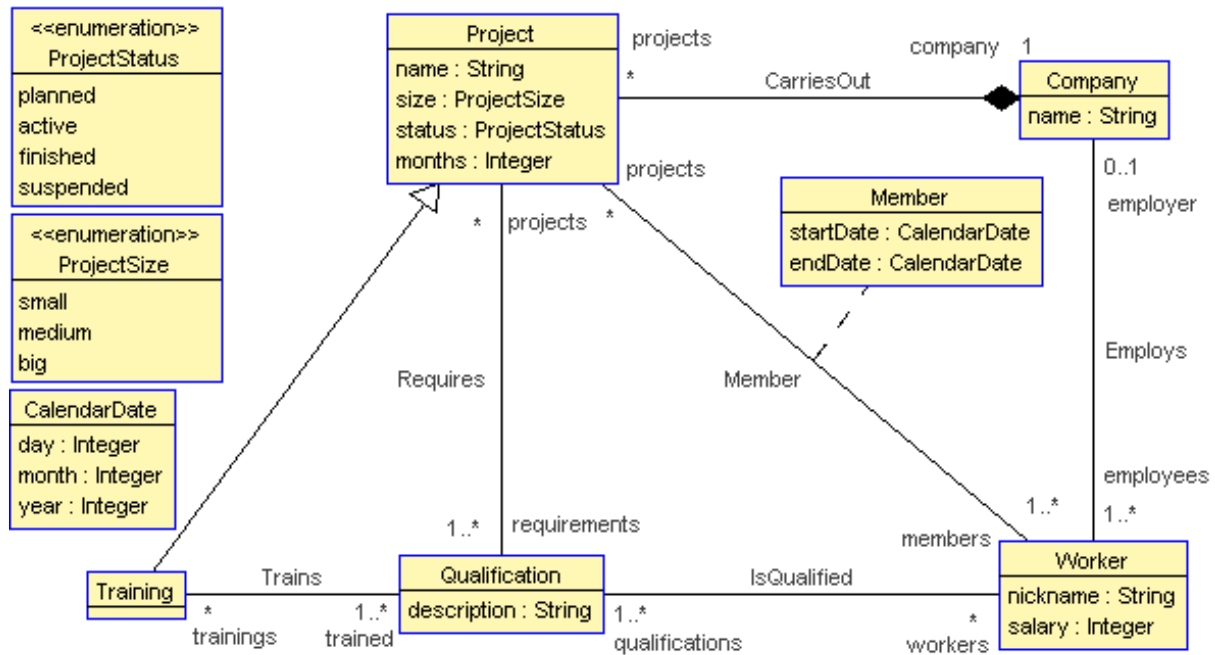 <<enumeration>>
ProjectStatus
planned
active
finished
suspended
<<enumeration>>
ProjectSize
small
medium
big
CalendarDate
day : Integer
month : Integer
year : Integer
Project
name : String
size : ProjectSize
status : ProjectStatus
months : Integer
projects
*
CarriesOut
company 1
Company
name : String
projects
*
Member
startDate : CalendarDate
endDate : CalendarDate
0..1
employer
* projects
Requires
Member
Employs
employees
1..*
1..*
members
1..* requirements
Training
Trains
*
trainings
1..*
trained
Qualification
description : String
IsQualified
1..*
qualifications
*
workers
Worker
nickname : String
salary : Integer